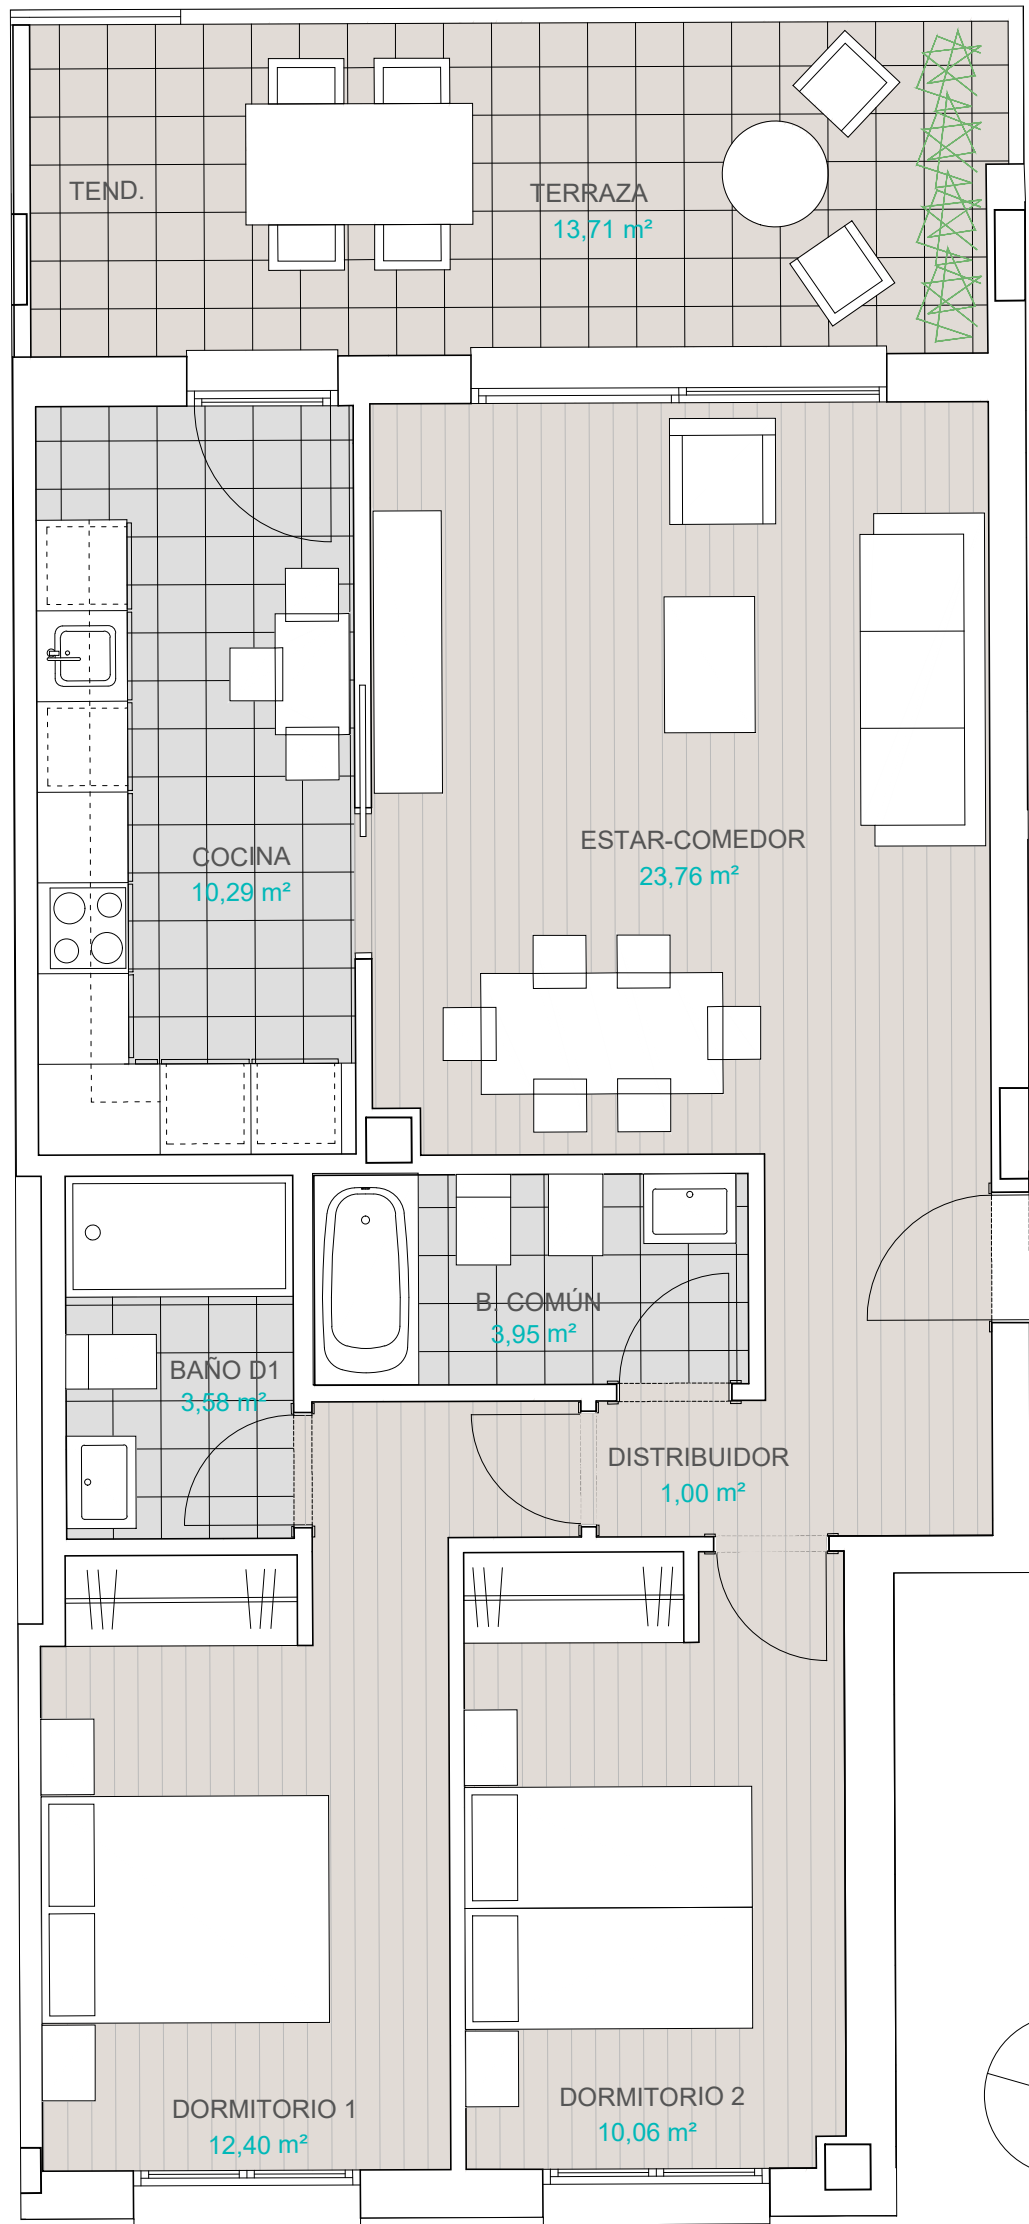 TEND.
TERRAZA
13,71 m²
COCINA
10,29 m²
ESTAR-COMEDOR
23,76 m²
B. COMÚN
3,95 m²
BAÑO D1
3,58 m²
DISTRIBUIDOR
1,00 m²
DORMITORIO 1
12,40 m²
DORMITORIO 2
10,06 m²